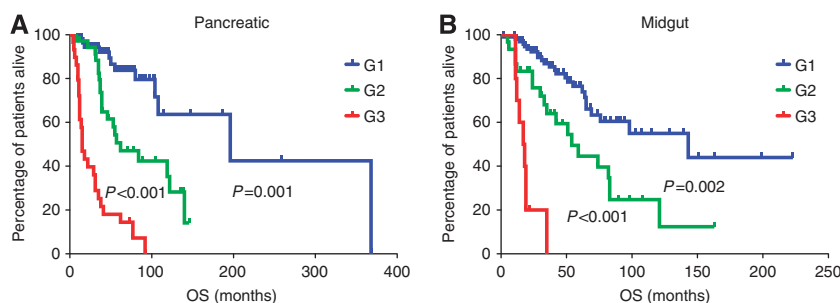 A
Pancreatic
Percentage of patients alive
100
80
60
40
20
0
0 100 200 300 400
OS (months)
G1
G2
G3
P<0.001
P=0.001
B
Midgut
Percentage of patients alive
100
80
60
40
20
0
0 50 100 150 200 250
OS (months)
G1
G2
G3
P=0.002
P<0.001